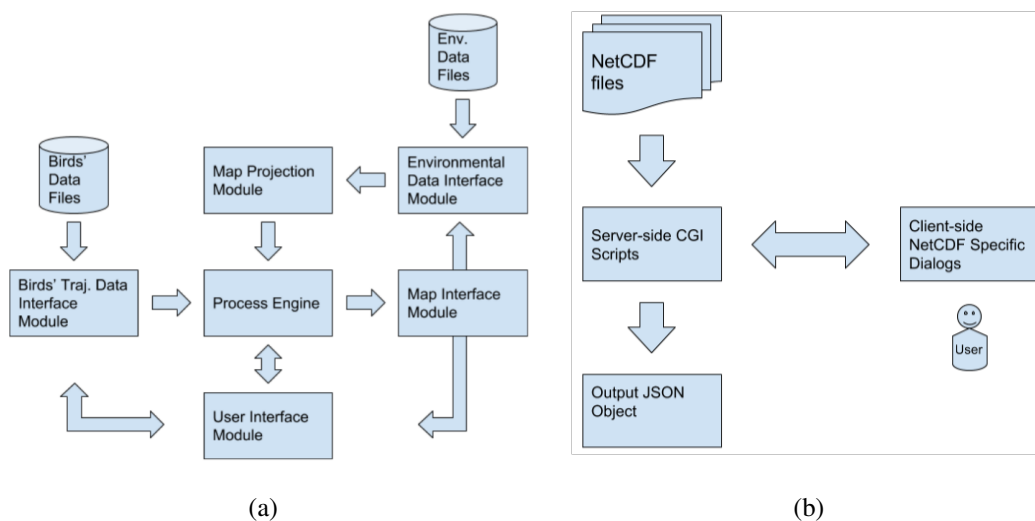 Env.
Data
Files
Birds'
Data
Files
Map Projection
Module
Environmental
Data Interface
Module
Birds' Traj. Data
Interface
Module
Process Engine
Map Interface
Module
User Interface
Module
(a)
NetCDF
files
Server-side CGI
Scripts
Client-side
NetCDF Specific
Dialogs
User
Output JSON
Object
(b)